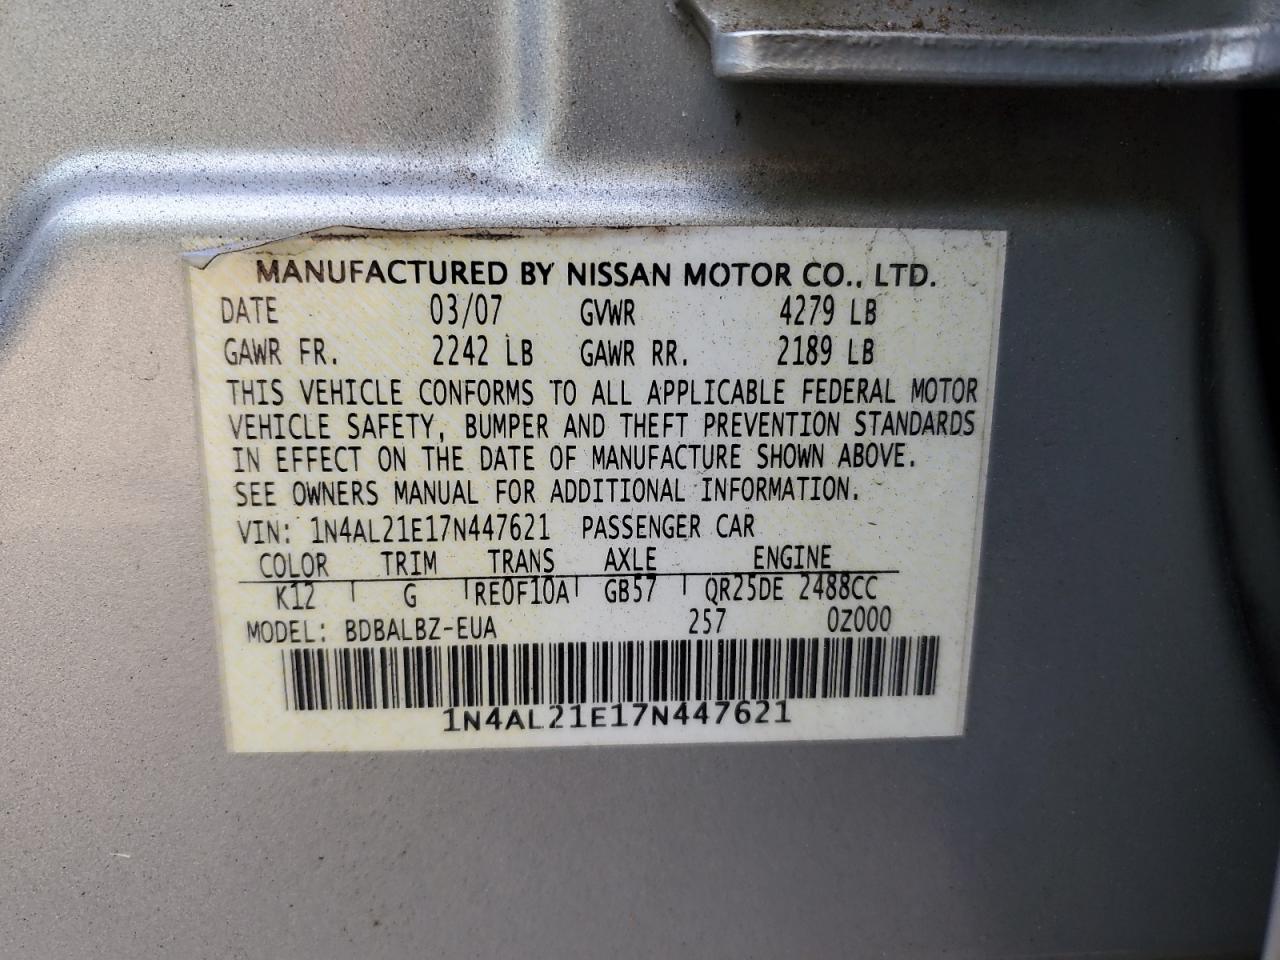 MANUFACTURED BY NISSAN MOTOR CO., LTD.
DATE 03/07 GVWR 4279 LB
GAWR FR. 2242 LB GAWR RR. 2189 LB
THIS VEHICLE CONFORMS TO ALL APPLICABLE FEDERAL MOTOR
VEHICLE SAFETY, BUMPER AND THEFT PREVENTION STANDARDS
IN EFFECT ON THE DATE OF MANUFACTURE SHOWN ABOVE.
SEE OWNERS MANUAL FOR ADDITIONAL INFORMATION.
VIN: 1N4AL21E17N447621 PASSENGER CAR
COLOR TRIM TRANS AXLE ENGINE
K12 G RE0F10A GB57 QR25DE 2488CC
MODEL: BDBALBZ-EUA 257 0Z000
1N4AL21E17N447621